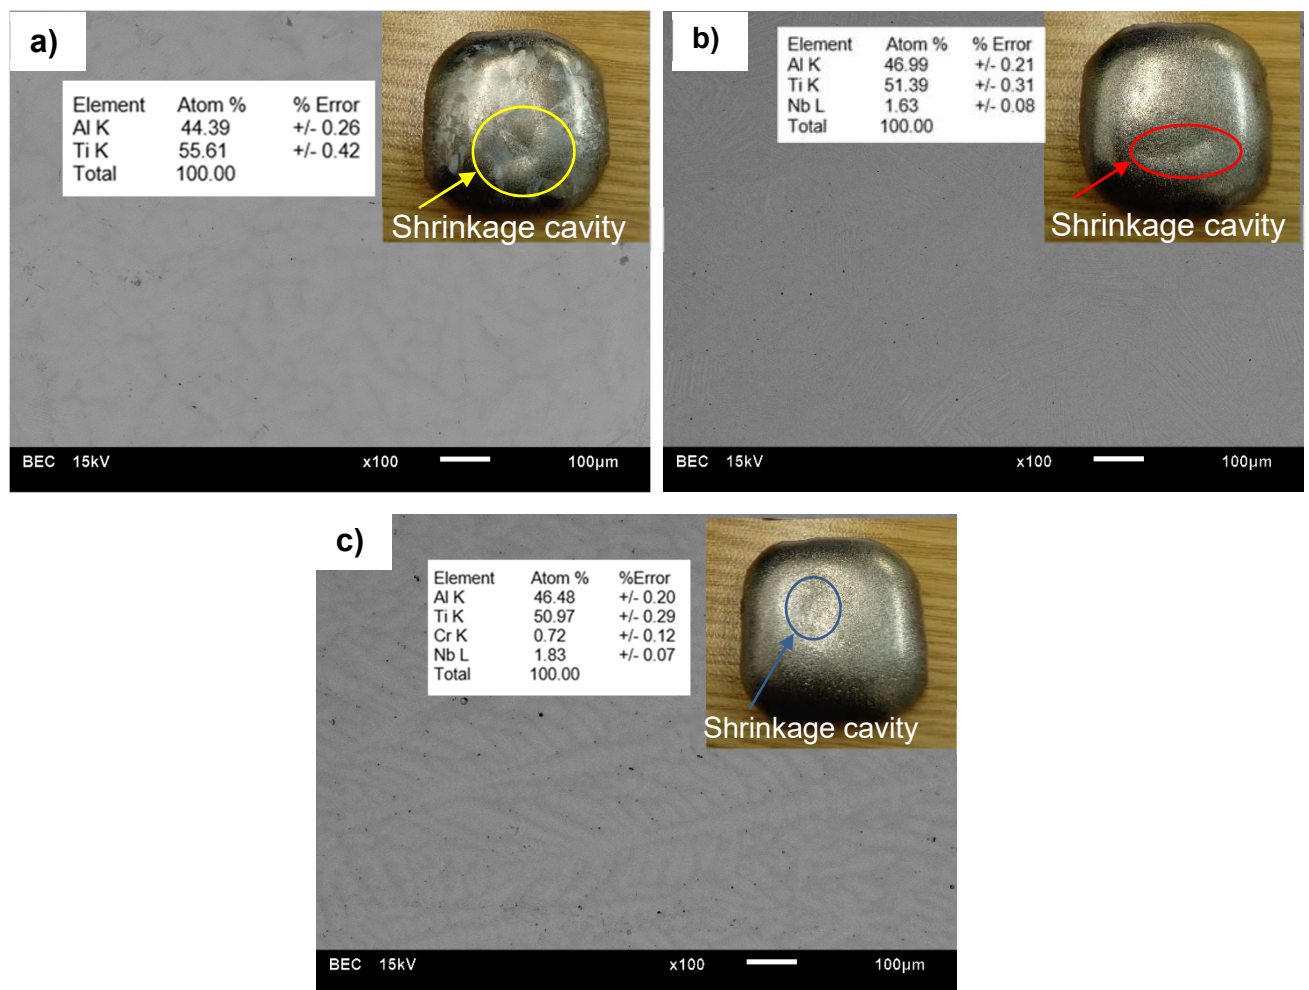 a)
Element Atom % % Error
Al K 44.39 +/- 0.26
Ti K 55.61 +/- 0.42
Total 100.00
Shrinkage cavity
BEC 15kV x100 100μm
b)
Element Atom % % Error
Al K 46.99 +/- 0.21
Ti K 51.39 +/- 0.31
Nb L 1.63 +/- 0.08
Total 100.00
Shrinkage cavity
BEC 15kV x100 100μm
c)
Element Atom % %Error
Al K 46.48 +/- 0.20
Ti K 50.97 +/- 0.29
Cr K 0.72 +/- 0.12
Nb L 1.83 +/- 0.07
Total 100.00
Shrinkage cavity
BEC 15kV x100 100μm